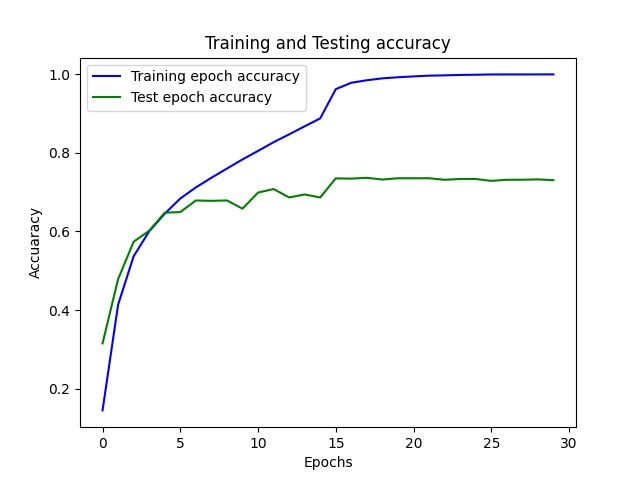 Training and Testing accuracy
Training epoch accuracy
Test epoch accuracy
1.0
0.8
0.6
0.4
0.2
Accuaracy
0 5 10 15 20 25 30
Epochs